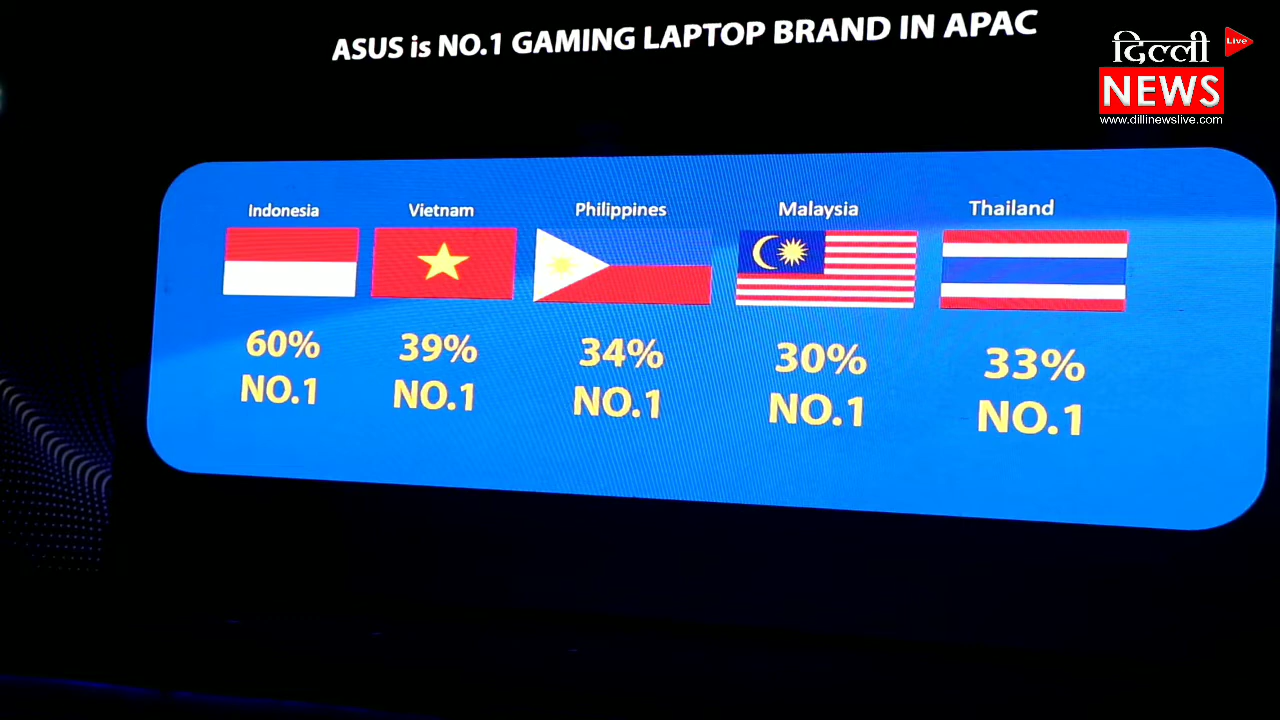 ASUS is NO.1 GAMING LAPTOP BRAND IN APAC
दिल्ली Live
NEWS
www.dillinewslive.com
Indonesia Vietnam Philippines Malaysia Thailand
60% 39% 34% 30% 33%
NO.1 NO.1 NO.1 NO.1 NO.1